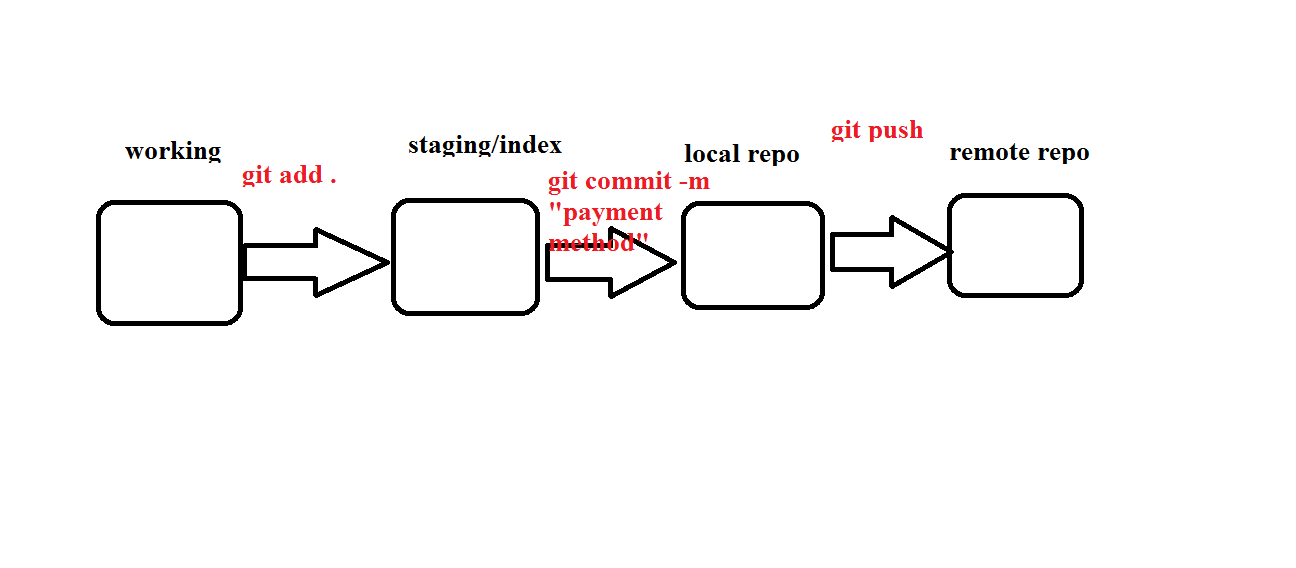 working
git add .
staging/index
git commit -m
"payment
method"
local repo
git push
remote repo